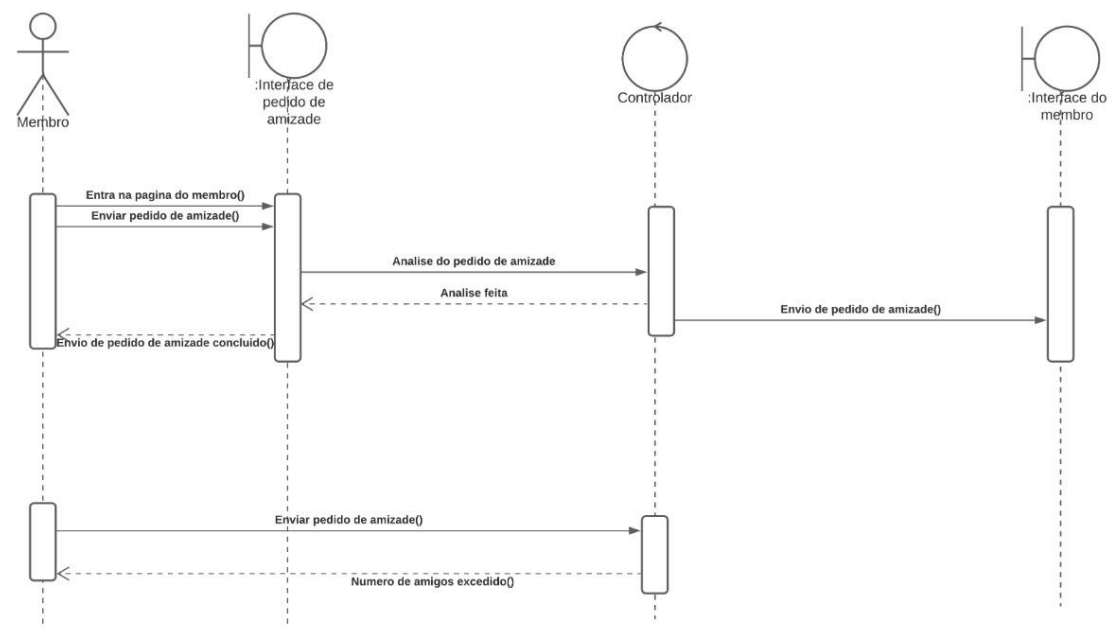 :Interface de
pedido de
amizade
Membro
Controlador
:Interface do
membro
Entra na pagina do membro()
Enviar pedido de amizade()
Analise do pedido de amizade
Analise feita
Envio de pedido de amizade()
Envio de pedido de amizade concluído()
Enviar pedido de amizade()
Numero de amigos excedido()